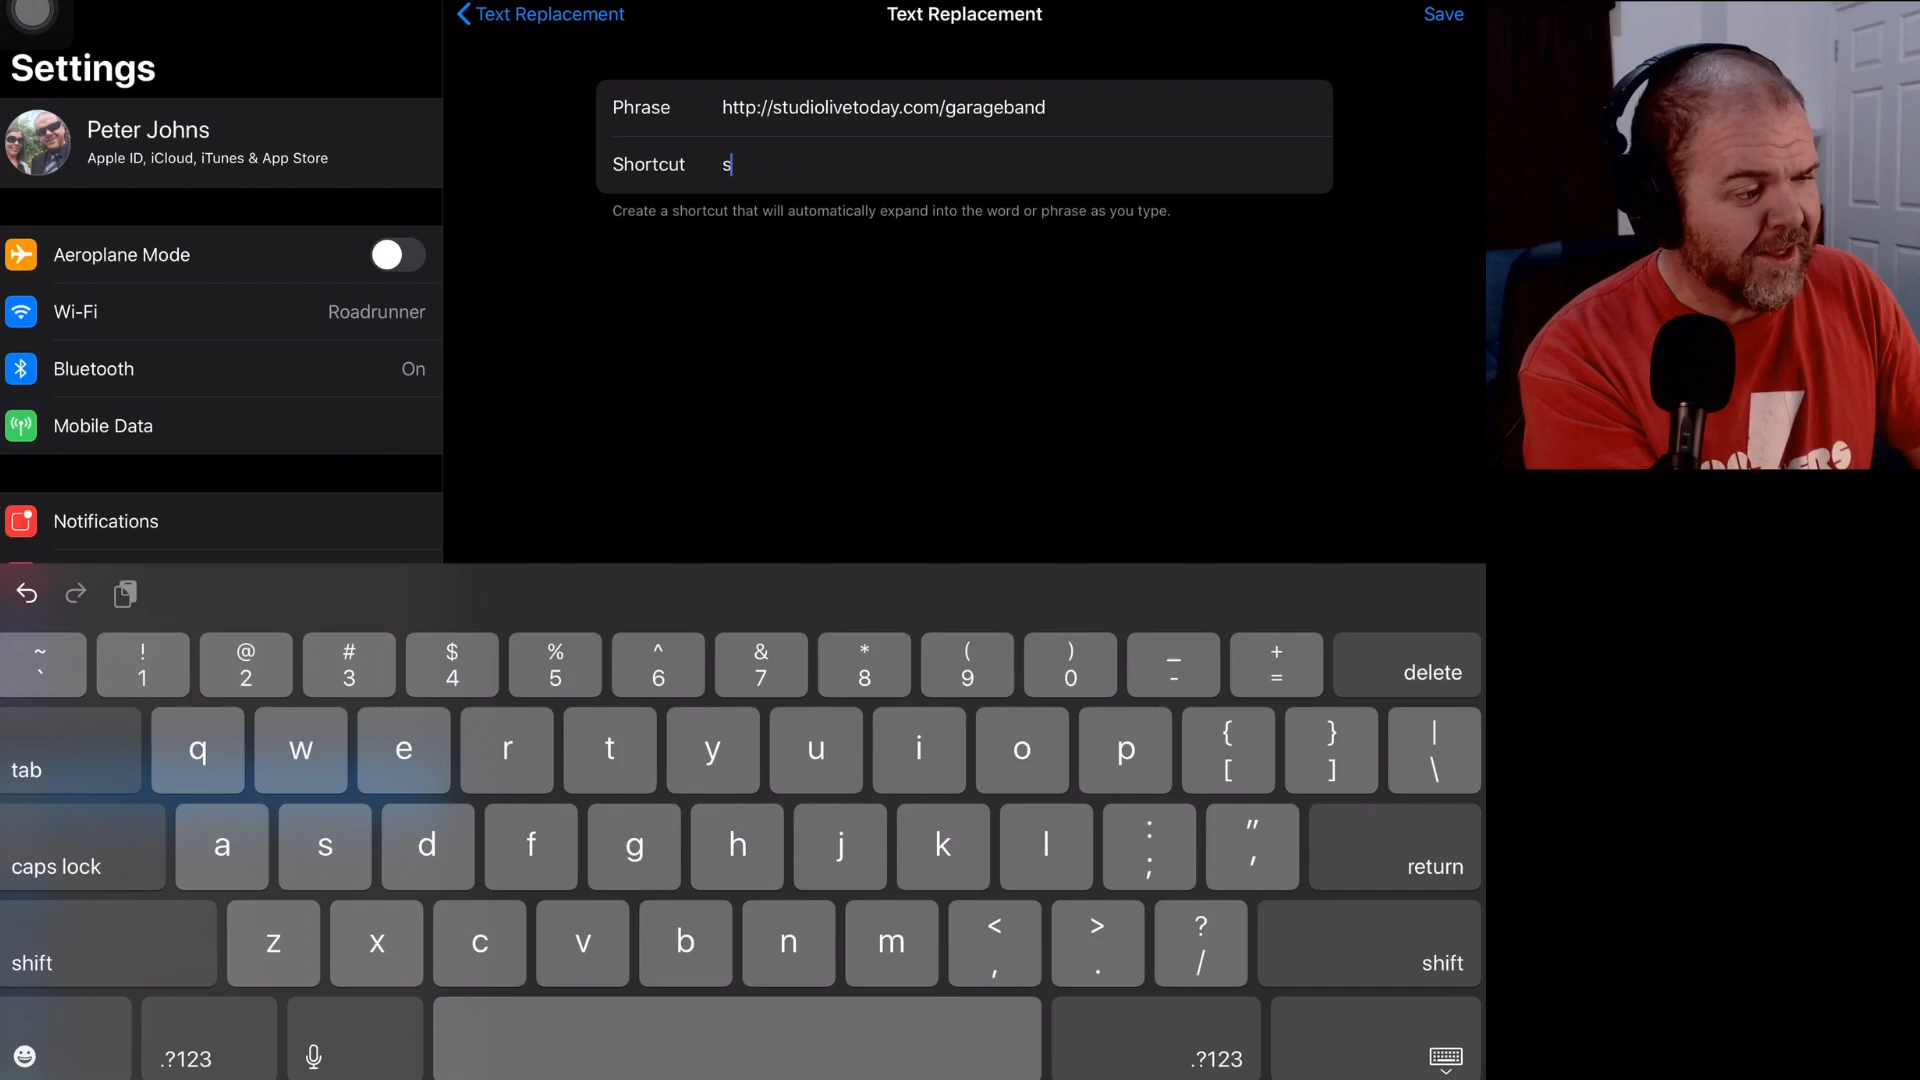 Settings
Peter Johns
Apple ID, iCloud, iTunes & App Store
Aeroplane Mode
Wi-Fi Roadrunner
Bluetooth On
Mobile Data
Notifications
Text Replacement
Text Replacement
Save
Phrase http://studiolivetoday.com/garageband
Shortcut s
Create a shortcut that will automatically expand into the word or phrase as you type.
~ ! @ # $ % ^ & * ( ) _ +
` 1 2 3 4 5 6 7 8 9 0 - = delete
tab q w e r t y u i o p { [ } ] | \
caps lock a s d f g h j k l : ; " ' return
shift z x c v b n m < , > . ? / shift
.?123 .?123